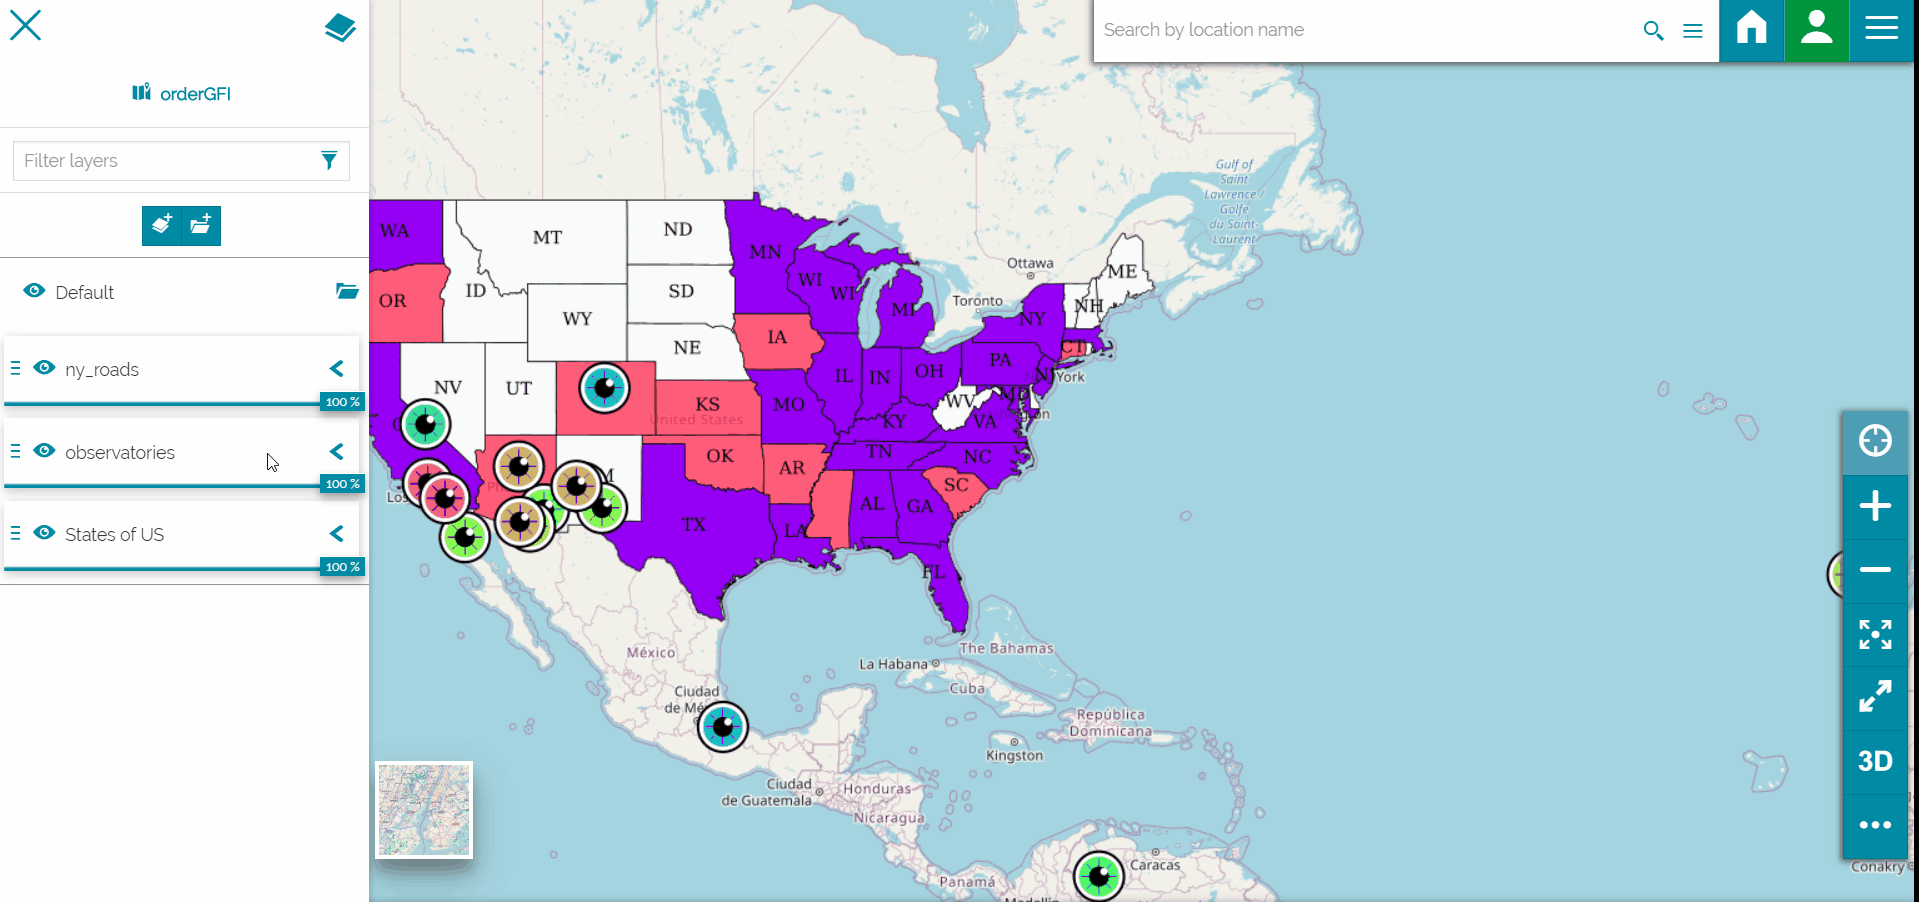 orderGFI
Filter layers
Default
ny_roads
100 %
observatories
100 %
States of US
100 %
Search by location name
3D
Gulf of
Saint
Lawrence /
Golfe
du Saint-
Laurent
Ottawa
Toronto
WA
MT
ND
MN
ME
OR
ID
SD
WI
WI
MI
NH
WY
NY
IA
CT
NE
PA
NV
UT
IL
IN
OH
NJ
York
KS
MO
WV
MD
United States
KY
VA
OK
TN
NC
AR
SC
Los
AL
GA
TX
LA
FL
México
The Bahamas
La Habana
Cuba
Ciudad
de Mé
República
Dominicana
Kingston
Ciudad
de Guatemala
Honduras
Nicaragua
Caracas
Panamá
Conakry